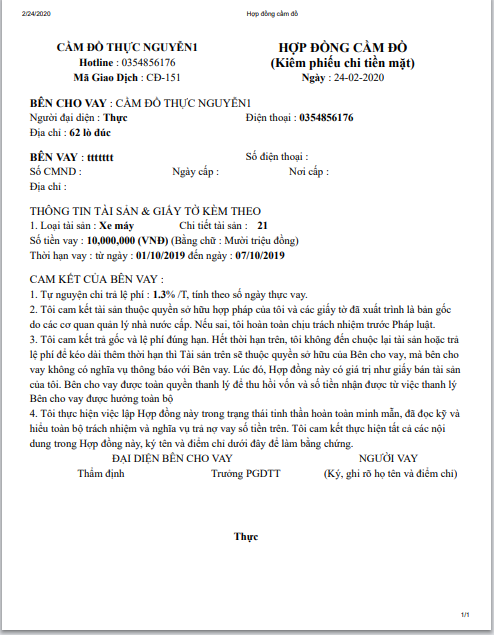 2/24/2020 Hợp đồng cầm đồ
CẦM ĐỒ THỰC NGUYỄN1
Hotline : 0354856176
Mã Giao Dịch : CĐ-151
HỢP ĐỒNG CẦM ĐỒ
(Kiêm phiếu chi tiền mặt)
Ngày : 24-02-2020
BÊN CHO VAY : CẦM ĐỒ THỰC NGUYỄN1
Người đại diện : Thực Điện thoại : 0354856176
Địa chỉ : 62 lò đúc
BÊN VAY : ttttttt Số điện thoại :
Số CMND : Ngày cấp : Nơi cấp :
Địa chỉ :
THÔNG TIN TÀI SẢN & GIẤY TỜ KÈM THEO
1. Loại tài sản : Xe máy Chi tiết tài sản : 21
Số tiền vay : 10,000,000 (VNĐ) (Bằng chữ : Mười triệu đồng)
Thời hạn vay : từ ngày : 01/10/2019 đến ngày : 07/10/2019
CAM KẾT CỦA BÊN VAY :
1. Tự nguyện chi trả lệ phí : 1.3% /T, tính theo số ngày thực vay.
2. Tôi cam kết tài sản thuộc quyền sở hữu hợp pháp của tôi và các giấy tờ đã xuất trình là bản gốc
do các cơ quan quản lý nhà nước cấp. Nếu sai, tôi hoàn toàn chịu trách nhiệm trước Pháp luật.
3. Tôi cam kết trả gốc và lệ phí đúng hạn. Hết thời hạn trên, tôi không đến chuộc lại tài sản hoặc trả
lệ phí để kéo dài thêm thời hạn thì Tài sản trên sẽ thuộc quyền sở hữu của Bên cho vay, mà bên cho
vay không có nghĩa vụ thông báo với Bên vay. Lúc đó, Hợp đồng này có giá trị như giấy bán tài sản
của tôi. Bên cho vay được toàn quyền thanh lý để thu hồi vốn và số tiền nhận được từ việc thanh lý
Bên cho vay được hưởng toàn bộ
4. Tôi thực hiện việc lập Hợp đồng này trong trạng thái tinh thần hoàn toàn minh mẫn, đã đọc kỹ và
hiểu toàn bộ trách nhiệm và nghĩa vụ trả nợ vay số tiền trên. Tôi cam kết thực hiện tất cả các nội
dung trong Hợp đồng này, ký tên và điểm chỉ dưới đây để làm bằng chứng.
ĐẠI DIỆN BÊN CHO VAY NGƯỜI VAY
Thẩm định Trưởng PGDTT (Ký, ghi rõ họ tên và điểm chỉ)
Thực
1/1